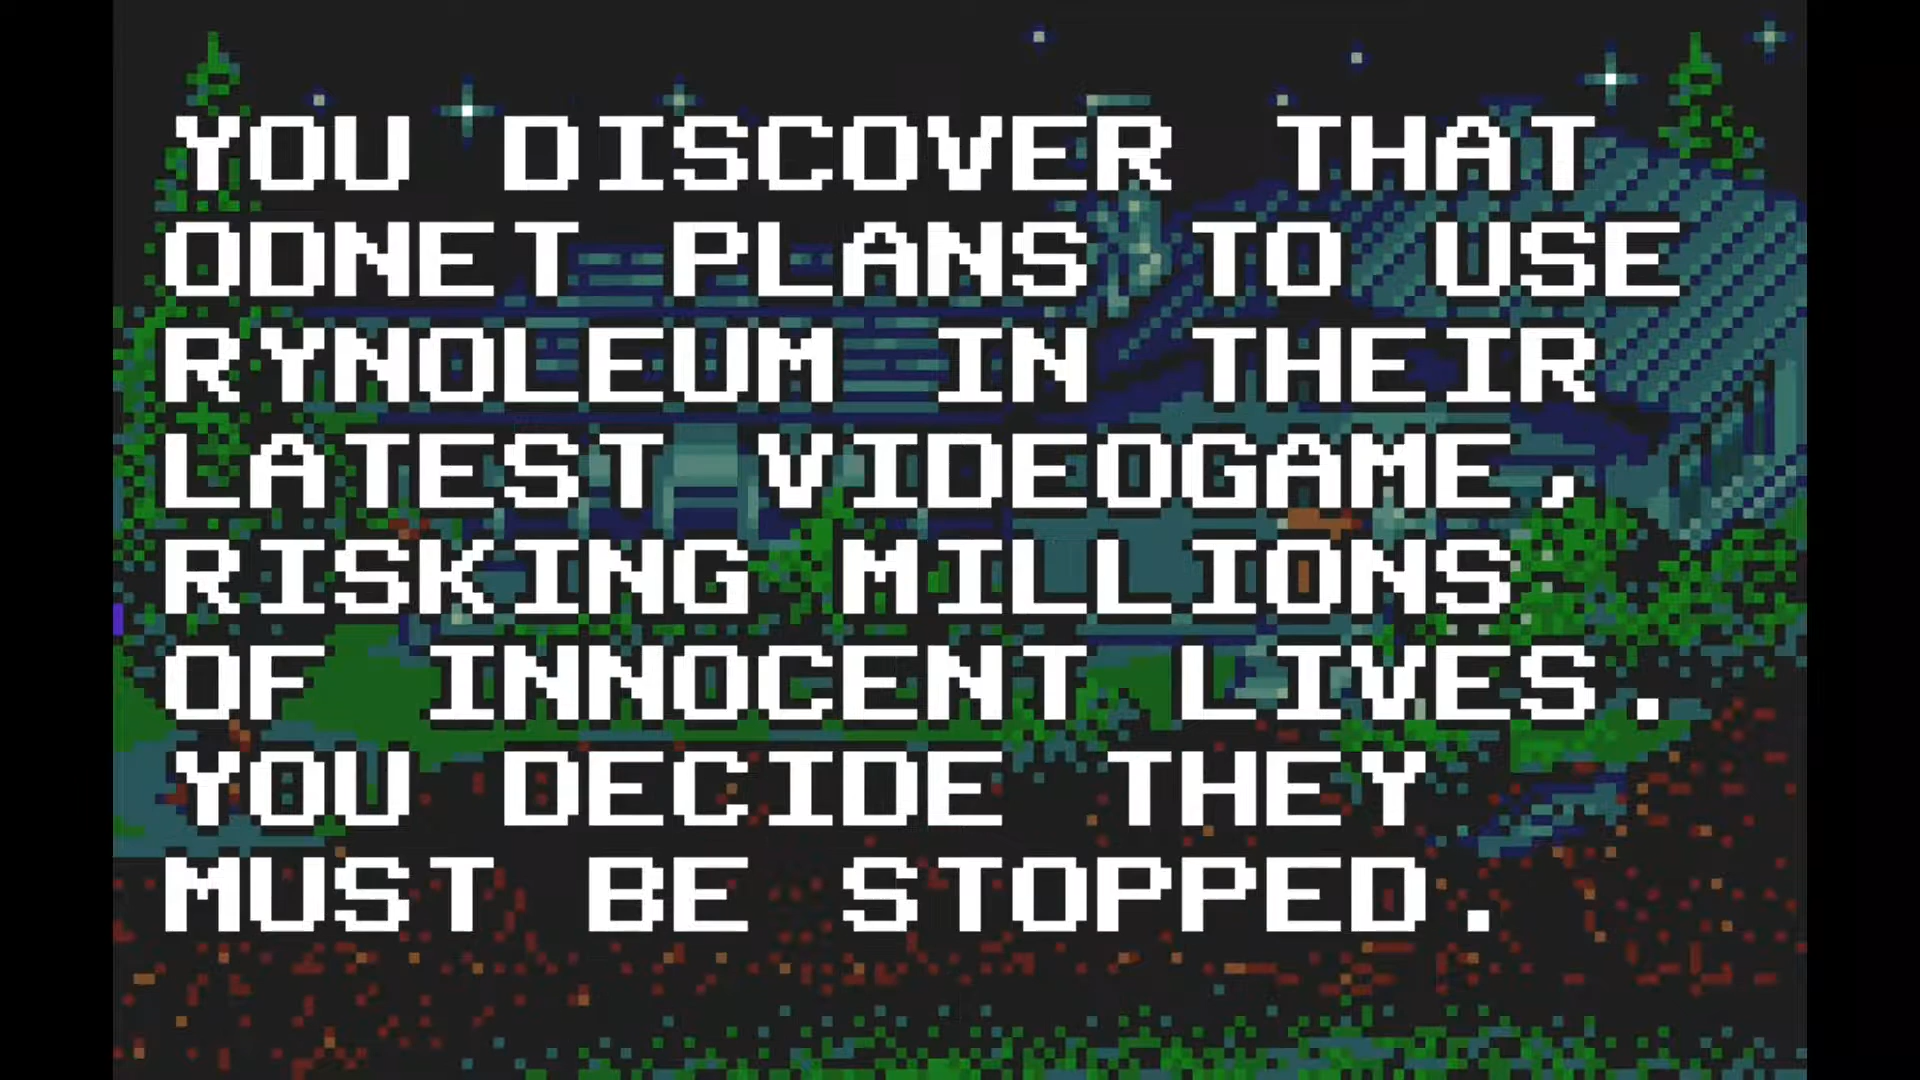 YOU DISCOVER THAT
ODNET PLANS TO USE
RYNOLEUM IN THEIR
LATEST VIDEOGAME,
RISKING MILLIONS
OF INNOCENT LIVES.
YOU DECIDE THEY
MUST BE STOPPED.